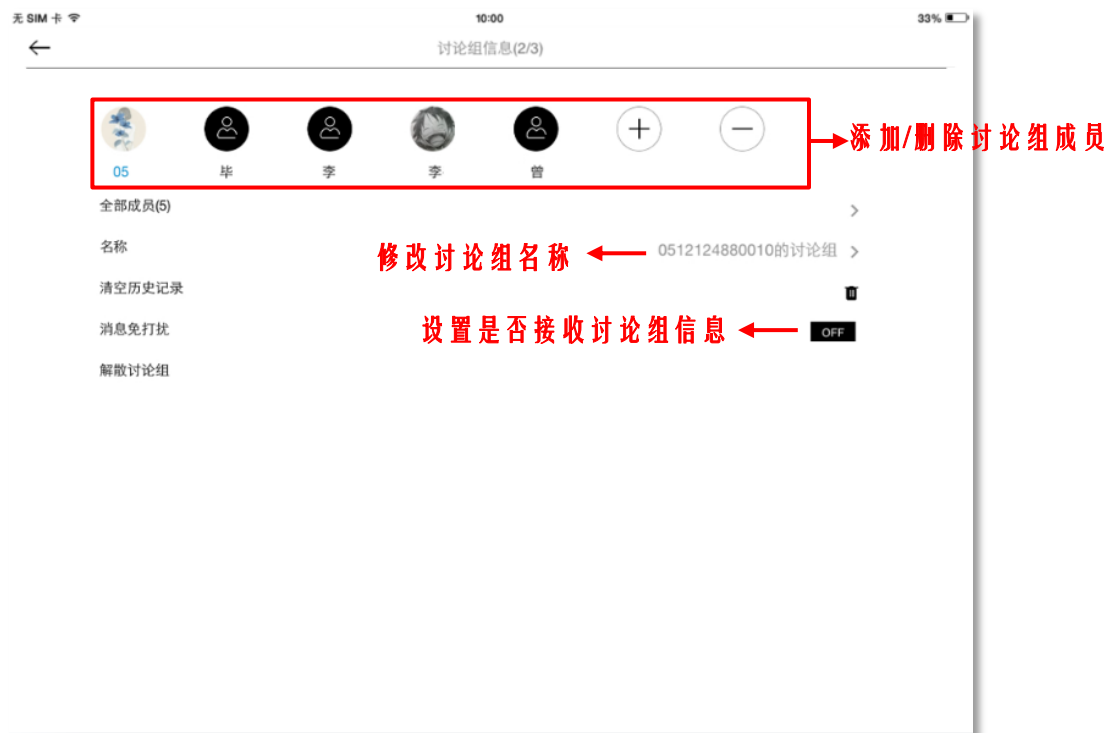 无 SIM 卡 10:00 33%
讨论组信息(2/3)
添加/删除讨论组成员
05 毕 李 李 曾
全部成员(5)
名称 修改讨论组名称 0512124880010的讨论组
清空历史记录
消息免打扰 设置是否接收讨论组信息 OFF
解散讨论组